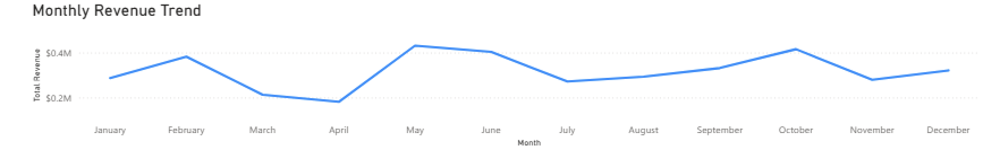 Monthly Revenue Trend
Total Revenue
$0.4M
$0.2M
January February March April May June July August September October November December
Month